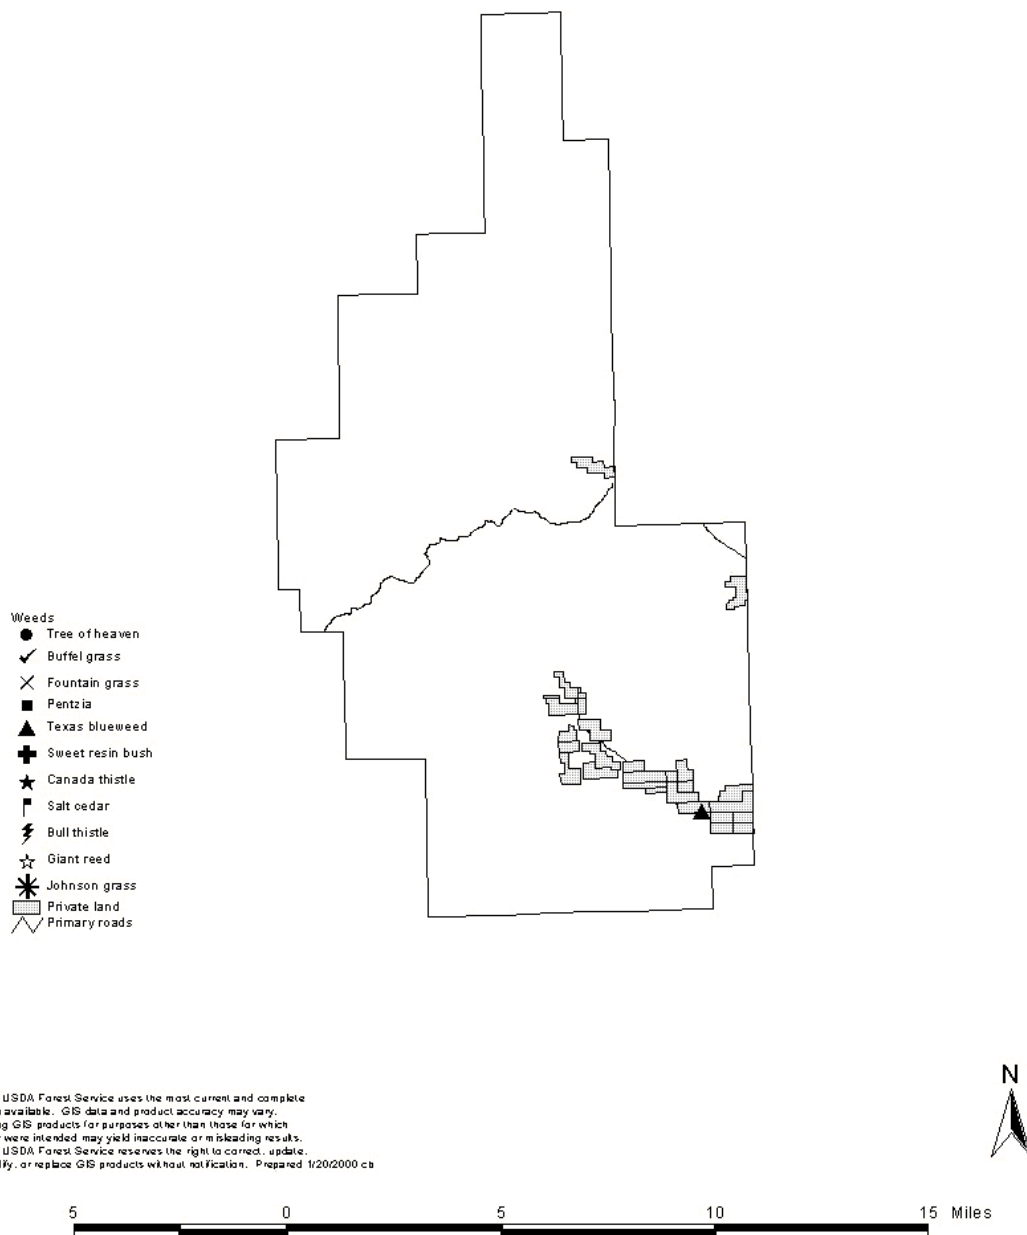 Weeds
Tree of heaven
Buffel grass
Fountain grass
Pentzia
Texas blueweed
Sweet resin bush
Canada thistle
Salt cedar
Bull thistle
Giant reed
Johnson grass
Private land
Primary roads
USDA Forest Service uses the most current and complete
available. GIS data and product accuracy may vary.
GIS products for purposes other than those for which
were intended may yield inaccurate or misleading results.
USDA Forest Service reserves the right to correct, update,
or replace GIS products without notification. Prepared 1/20/2000 cb
N
5 0 5 10 15 Miles